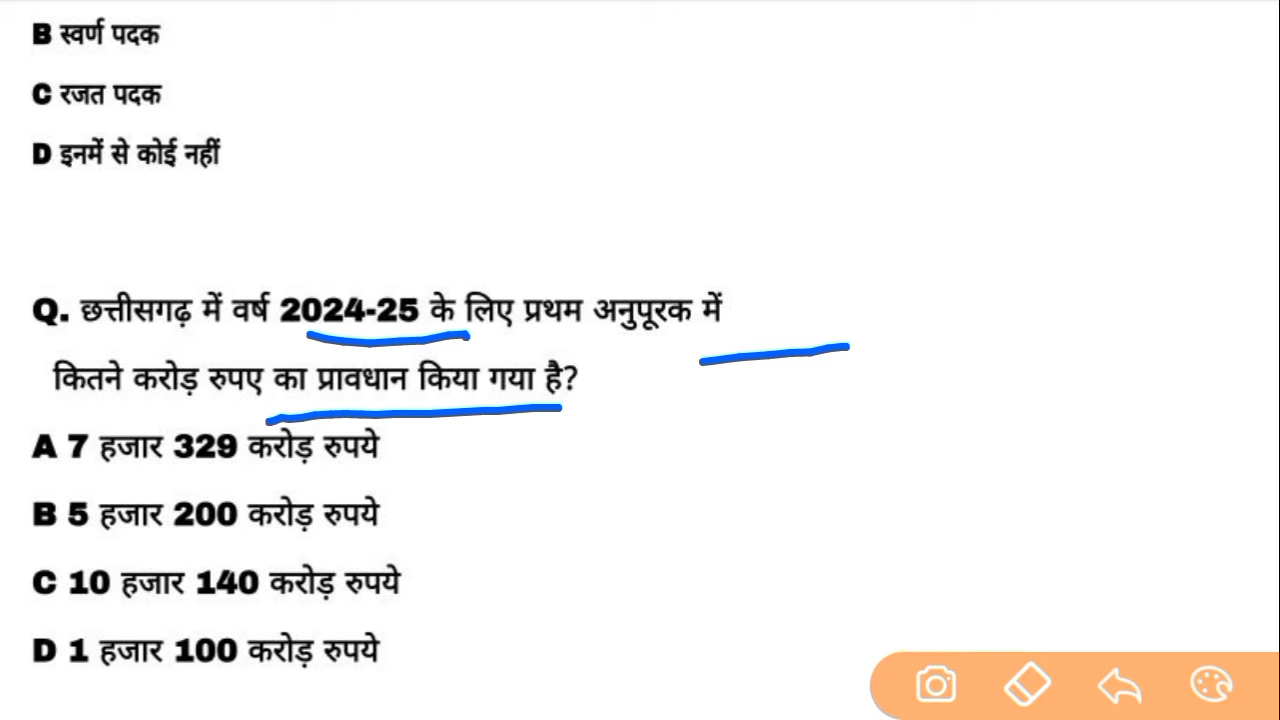 B स्वर्ण पदक
C रजत पदक
D इनमें से कोई नहीं
Q. छत्तीसगढ़ में वर्ष 2024-25 के लिए प्रथम अनुपूरक में
कितने करोड़ रुपए का प्रावधान किया गया है?
A 7 हजार 329 करोड़ रुपये
B 5 हजार 200 करोड़ रुपये
C 10 हजार 140 करोड़ रुपये
D 1 हजार 100 करोड़ रुपये